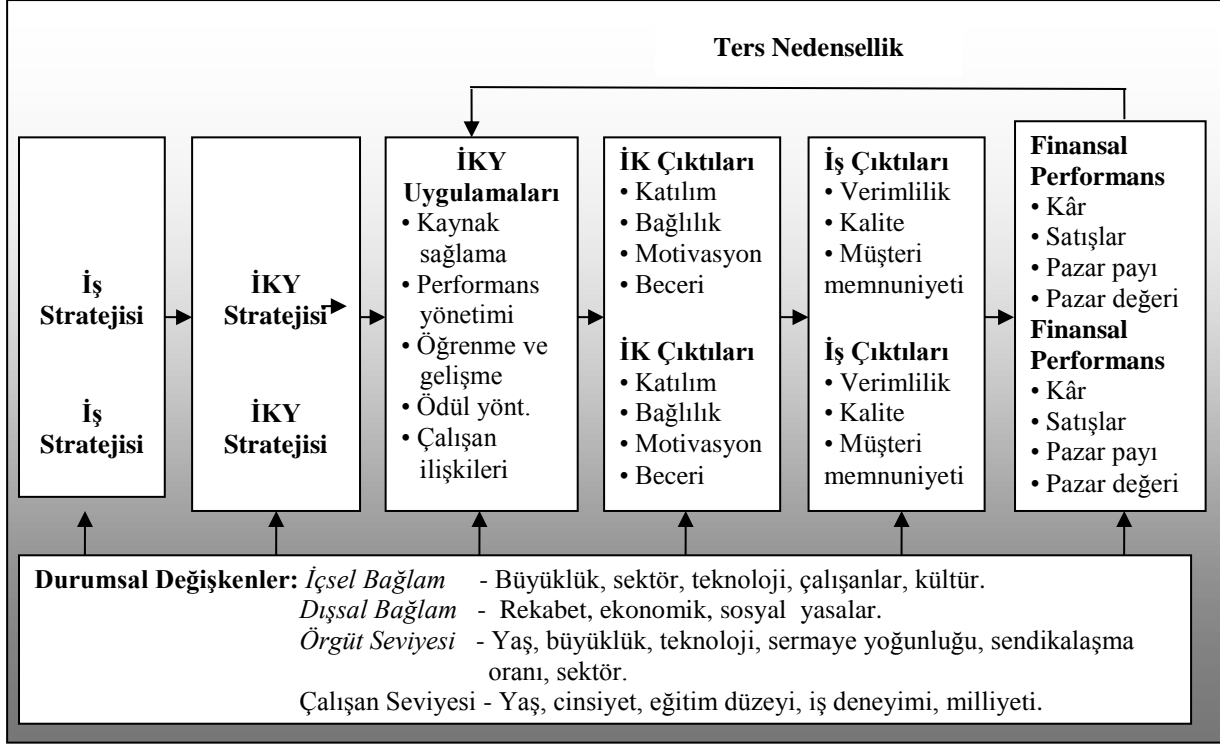 Ters Nedensellik
İş
Stratejisi
İş
Stratejisi
İKY
Stratejisi
İKY
Stratejisi
İKY
Uygulamaları
• Kaynak
sağlama
• Performans
yönetimi
• Öğrenme ve
gelişme
• Ödül yönt.
• Çalışan
ilişkileri
İK Çıktıları
• Katılım
• Bağlılık
• Motivasyon
• Beceri
İK Çıktıları
• Katılım
• Bağlılık
• Motivasyon
• Beceri
İş Çıktıları
• Verimlilik
• Kalite
• Müşteri
memnuniyeti
İş Çıktıları
• Verimlilik
• Kalite
• Müşteri
memnuniyeti
Finansal
Performans
• Kâr
• Satışlar
• Pazar payı
• Pazar değeri
Finansal
Performans
• Kâr
• Satışlar
• Pazar payı
• Pazar değeri
Durumsal Değişkenler: İçsel Bağlam - Büyüklük, sektör, teknoloji, çalışanlar, kültür.
Dışsal Bağlam - Rekabet, ekonomik, sosyal yasalar.
Örgüt Seviyesi - Yaş, büyüklük, teknoloji, sermaye yoğunluğu, sendikalaşma
oranı, sektör.
Çalışan Seviyesi - Yaş, cinsiyet, eğitim düzeyi, iş deneyimi, milliyeti.